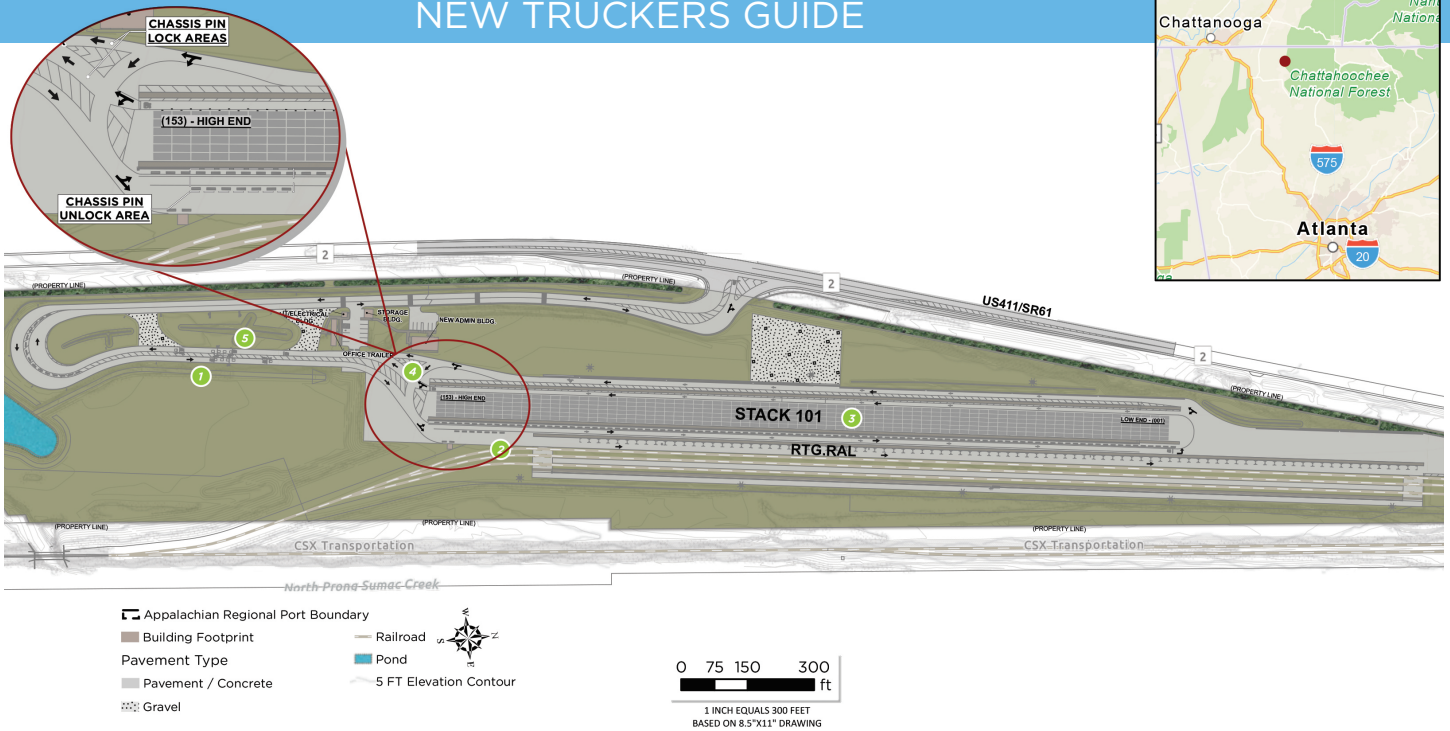 NEW TRUCKERS GUIDE
CHASSIS PIN
LOCK AREAS
(153) - HIGH END
CHASSIS PIN
UNLOCK AREA
Chattanooga
Nationa
Chattahoochee
National Forest
575
Atlanta
20
ga
2
(PROPERTY LINE)
(PROPERTY LINE)
2
US411/SR61
2
(PROPERTY LINE)
IT/ELECTRICAL
BLDG
STORAGE
BLDG
NEW ADMIN BLDG
OFFICE TRAILER
5
1
4
(153) - HIGH END
STACK 101
3
LOW END - (001)
2
RTG.RAL
(PROPERTY LINE)
(PROPERTY LINE)
(PROPERTY LINE)
CSX Transportation
CSX Transportation
North Prong Sumac Creek
Appalachian Regional Port Boundary
Building Footprint
Pavement Type
Pavement / Concrete
Gravel
Railroad
Pond
5 FT Elevation Contour
W
S
N
E
0 75 150 300
ft
1 INCH EQUALS 300 FEET
BASED ON 8.5"X11" DRAWING